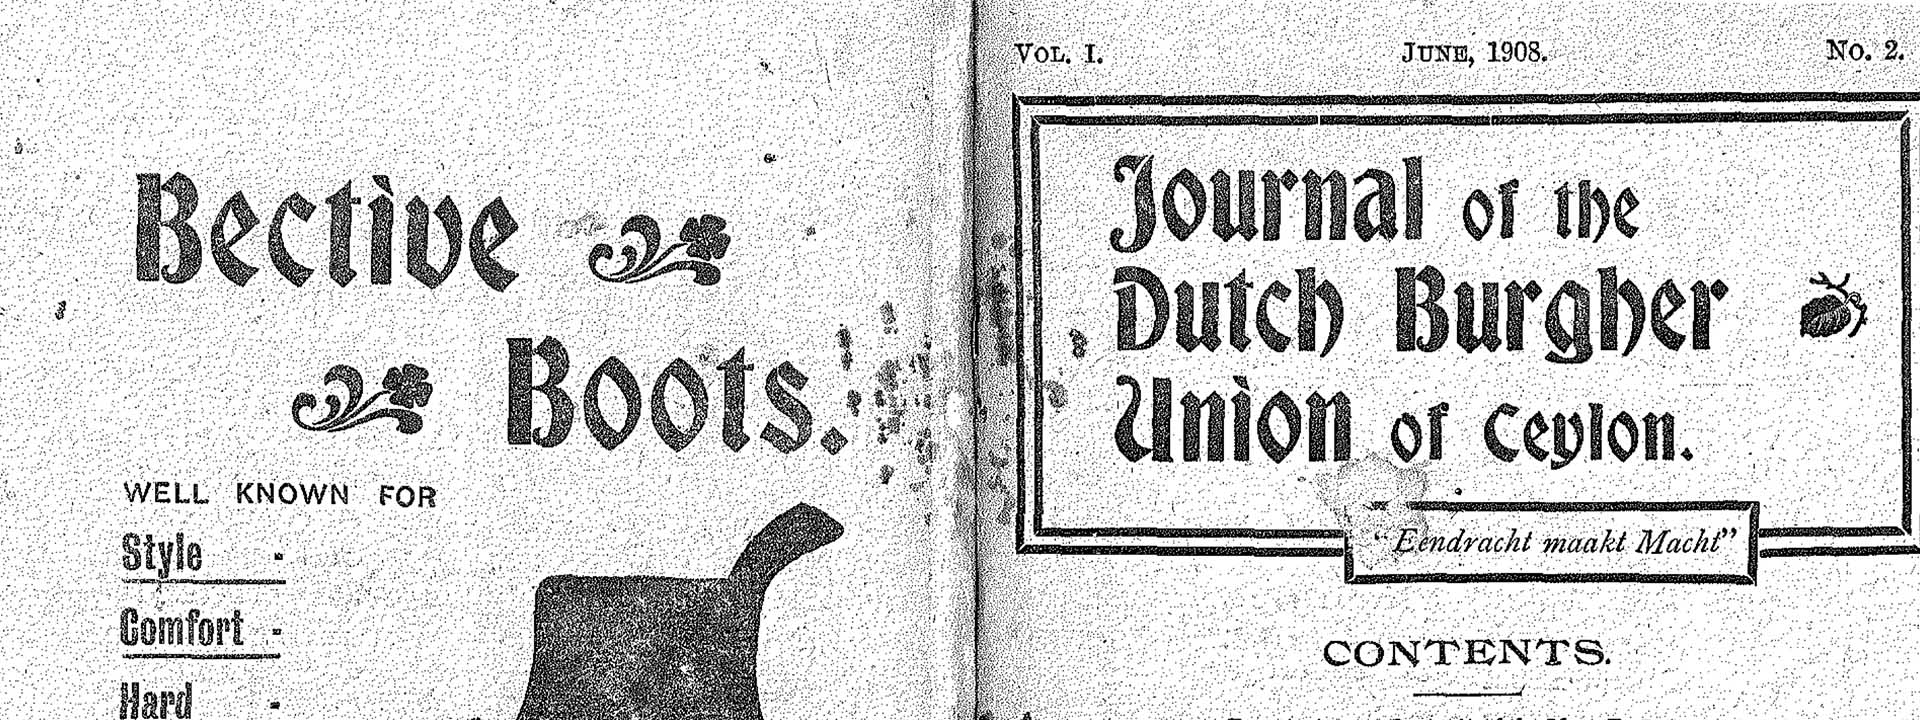 Bective
Boots.
WELL KNOWN FOR
Style -
Comfort -
Hard -
VOL. I. JUNE, 1908. NO. 2.
Journal of the
Dutch Burgher
Union of Ceylon.
"Eendracht maakt Macht"
CONTENTS.